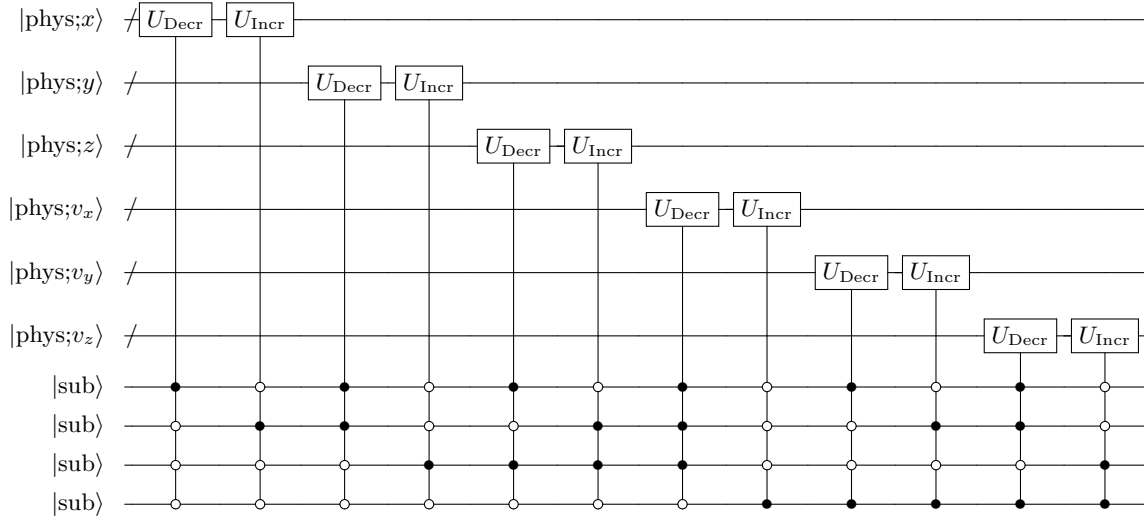 |phys;x⟩ U_Decr U_Incr
|phys;y⟩ U_Decr U_Incr
|phys;z⟩ U_Decr U_Incr
|phys;v_x⟩ U_Decr U_Incr
|phys;v_y⟩ U_Decr U_Incr
|phys;v_z⟩ U_Decr U_Incr
|sub⟩
|sub⟩
|sub⟩
|sub⟩